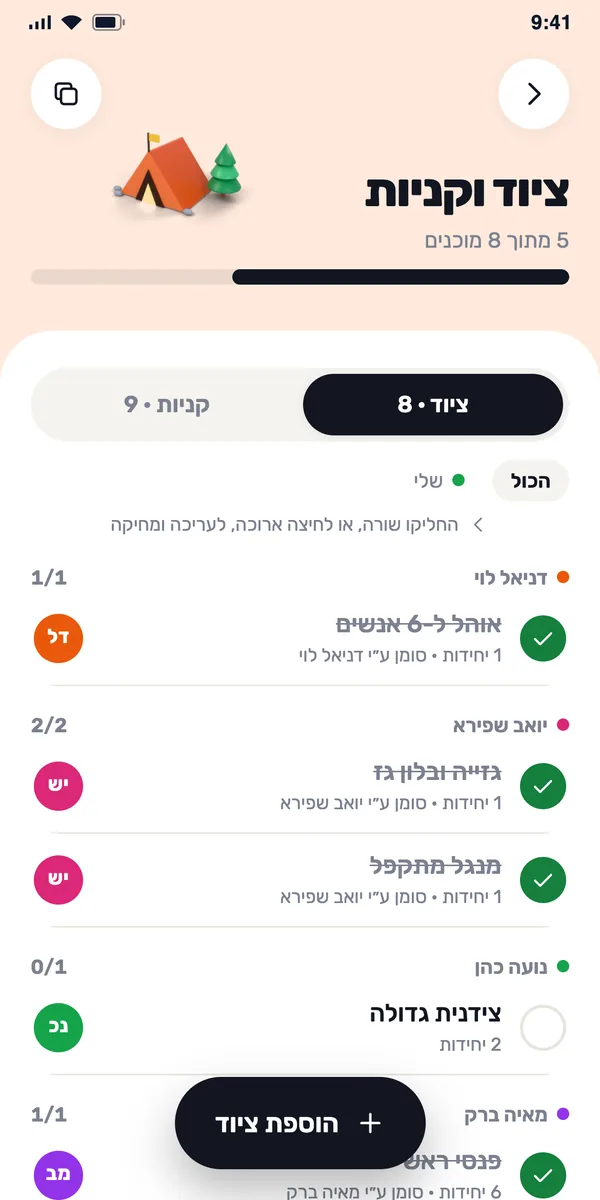 9:41
ציוד וקניות
5 מתוך 8 מוכנים
ציוד • 8
קניות • 9
הכול
שלי
החליקו שורה, או לחיצה ארוכה, לעריכה ומחיקה
דניאל לוי
1/1
אוהל ל-6 אנשים
1 יחידות • סומן ע״י דניאל לוי
דל
יואב שפירא
2/2
גזייה ובלון גז
1 יחידות • סומן ע״י יואב שפירא
יש
מנגל מתקפל
1 יחידות • סומן ע״י יואב שפירא
יש
נועה כהן
0/1
צידנית גדולה
2 יחידות
נכ
מאיה ברק
1/1
הוספת ציוד
פנסי ראש
6 יחידות • סומן ע״י מאיה ברק
מב